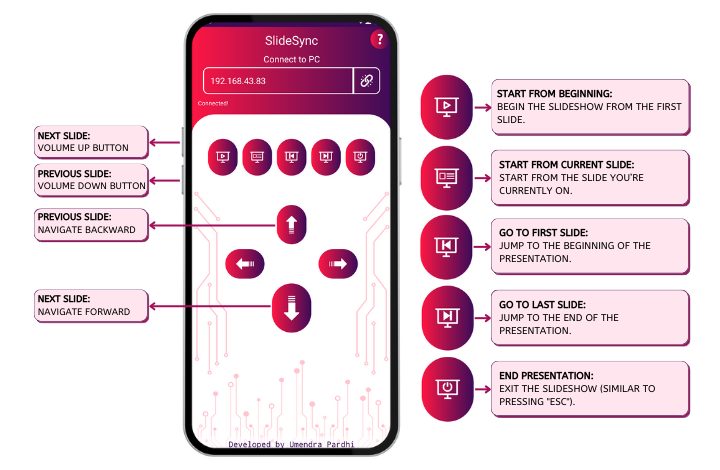 SlideSync
?
Connect to PC
192.168.43.83
Connected!
NEXT SLIDE:
VOLUME UP BUTTON
PREVIOUS SLIDE:
VOLUME DOWN BUTTON
PREVIOUS SLIDE:
NAVIGATE BACKWARD
NEXT SLIDE:
NAVIGATE FORWARD
START FROM BEGINNING:
BEGIN THE SLIDESHOW FROM THE FIRST
SLIDE.
START FROM CURRENT SLIDE:
START FROM THE SLIDE YOU'RE
CURRENTLY ON.
GO TO FIRST SLIDE:
JUMP TO THE BEGINNING OF THE
PRESENTATION.
GO TO LAST SLIDE:
JUMP TO THE END OF THE
PRESENTATION.
END PRESENTATION:
EXIT THE SLIDESHOW (SIMILAR TO
PRESSING "ESC").
Developed by Umendra Pardhi